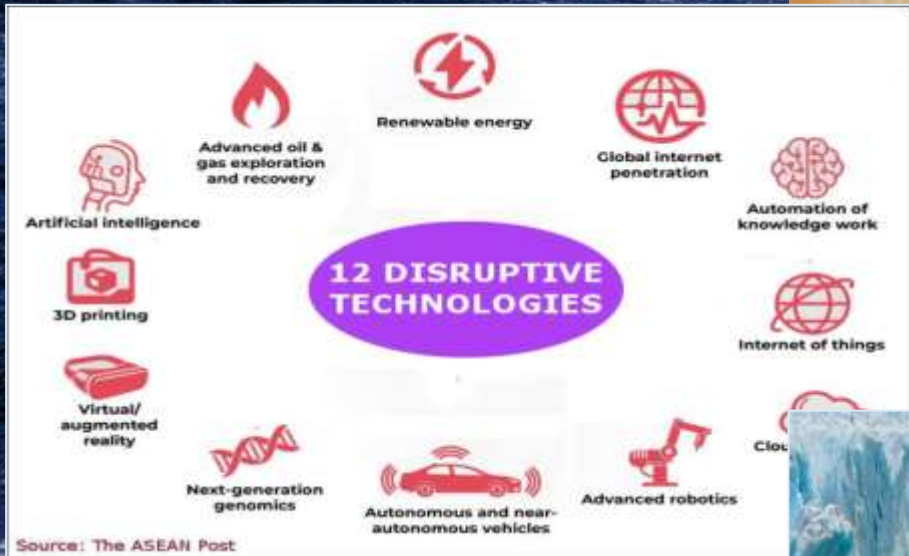 Renewable energy
Advanced oil &
gas exploration
and recovery
Global internet
penetration
Artificial intelligence
Automation of
knowledge work
12 DISRUPTIVE
TECHNOLOGIES
3D printing
Internet of things
Virtual/
augmented
reality
Next-generation
genomics
Autonomous and near-
autonomous vehicles
Advanced robotics
Source: The ASEAN Post